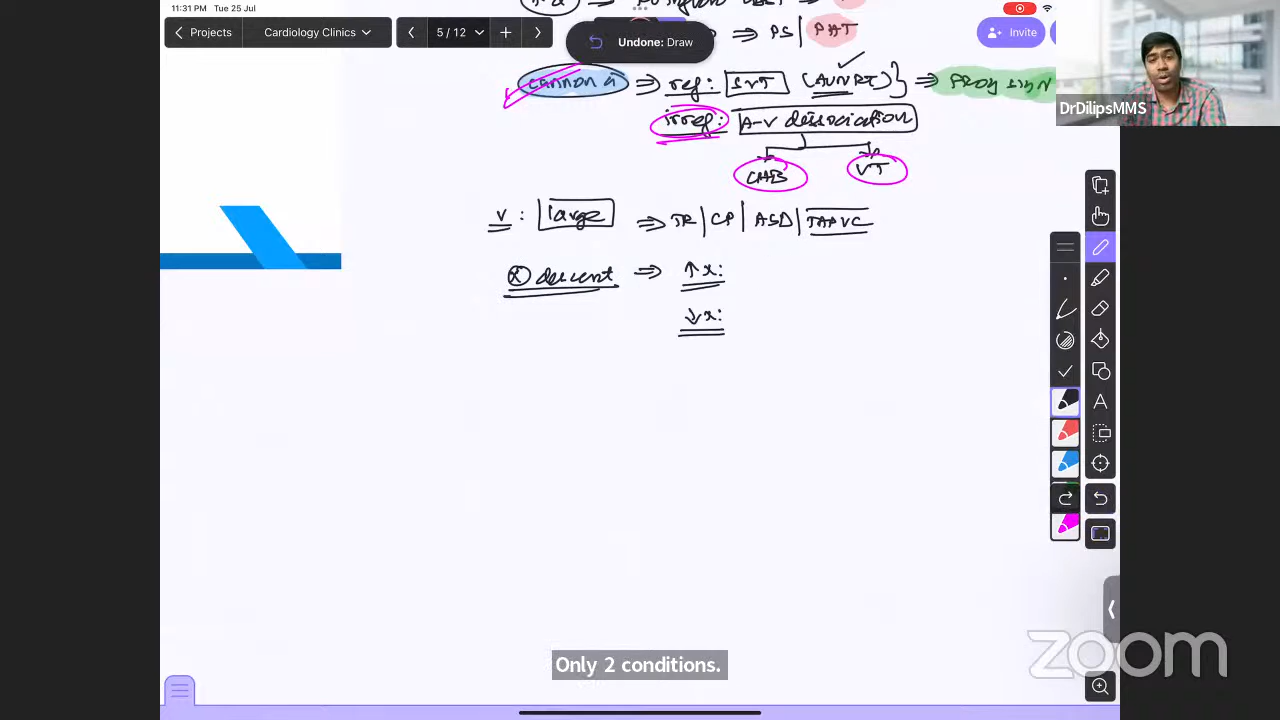 11:31 PM Tue 25 Jul
Projects Cardiology Clinics 5 / 12 Invite
Undone: Draw
⇒ PS | PAT
cannon a ⇒ reg: SVT (AVNRT)} ⇒ FROG SIGN
DrDilipsMMS
irreg: A-V dissociation
CHB VT
v : large ⇒ TR | CP | ASD | TAPVC
x descent ⇒ ↑x:
↓x:
Only 2 conditions.
zoom